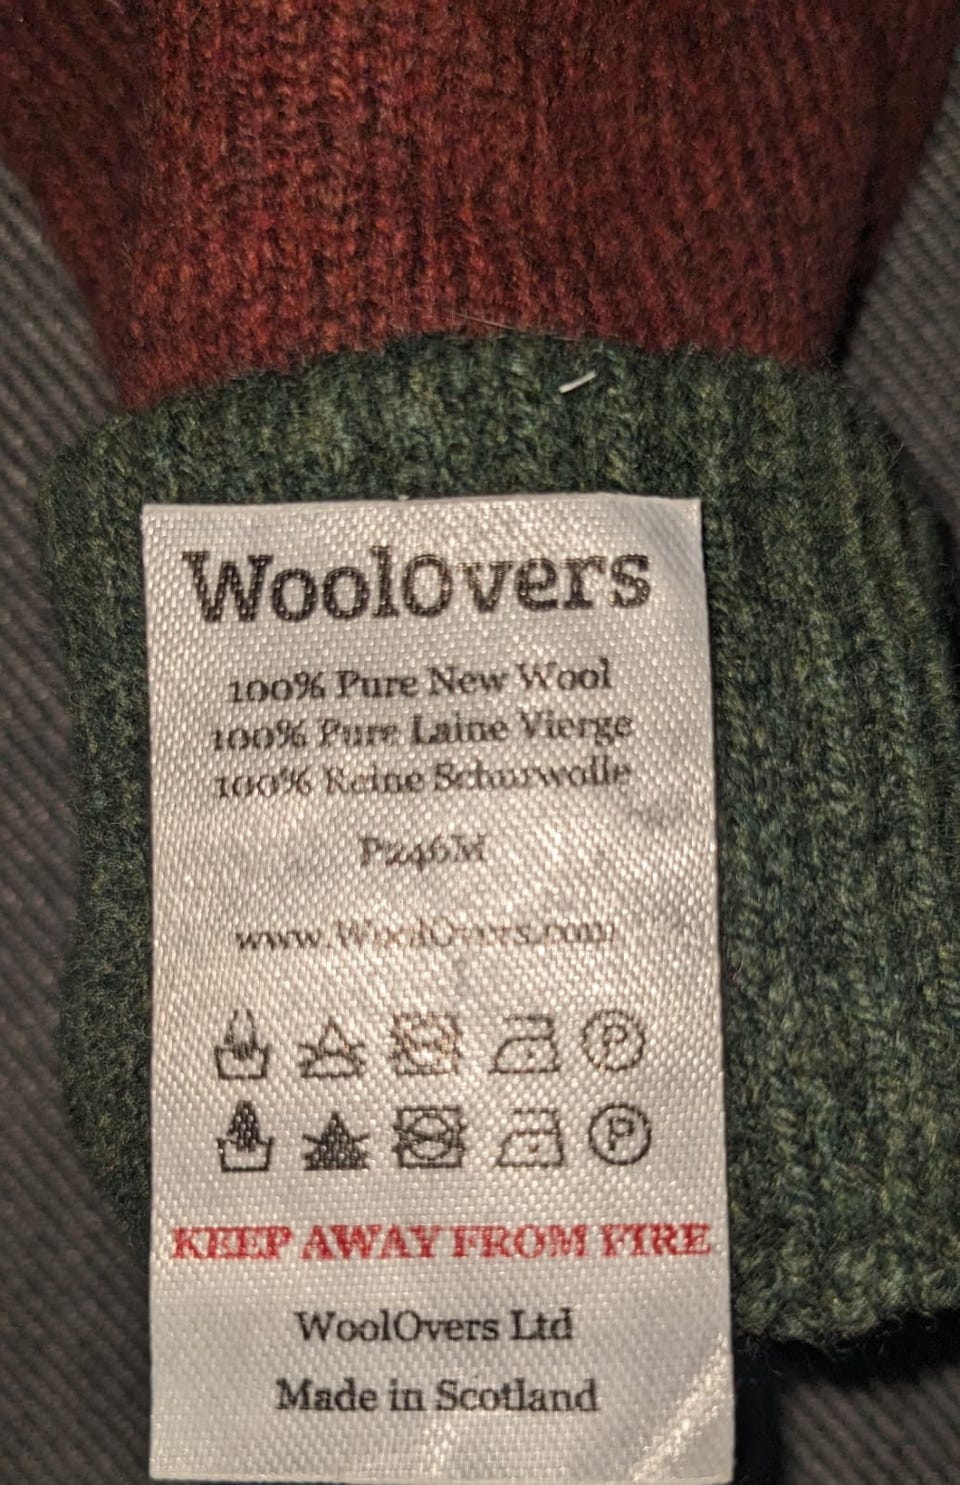 WoolOvers
100% Pure New Wool
100% Pure Laine Vierge
100% Reine Schurwolle
P246M
www.WoolOvers.com
P
P
KEEP AWAY FROM FIRE
WoolOvers Ltd
Made in Scotland